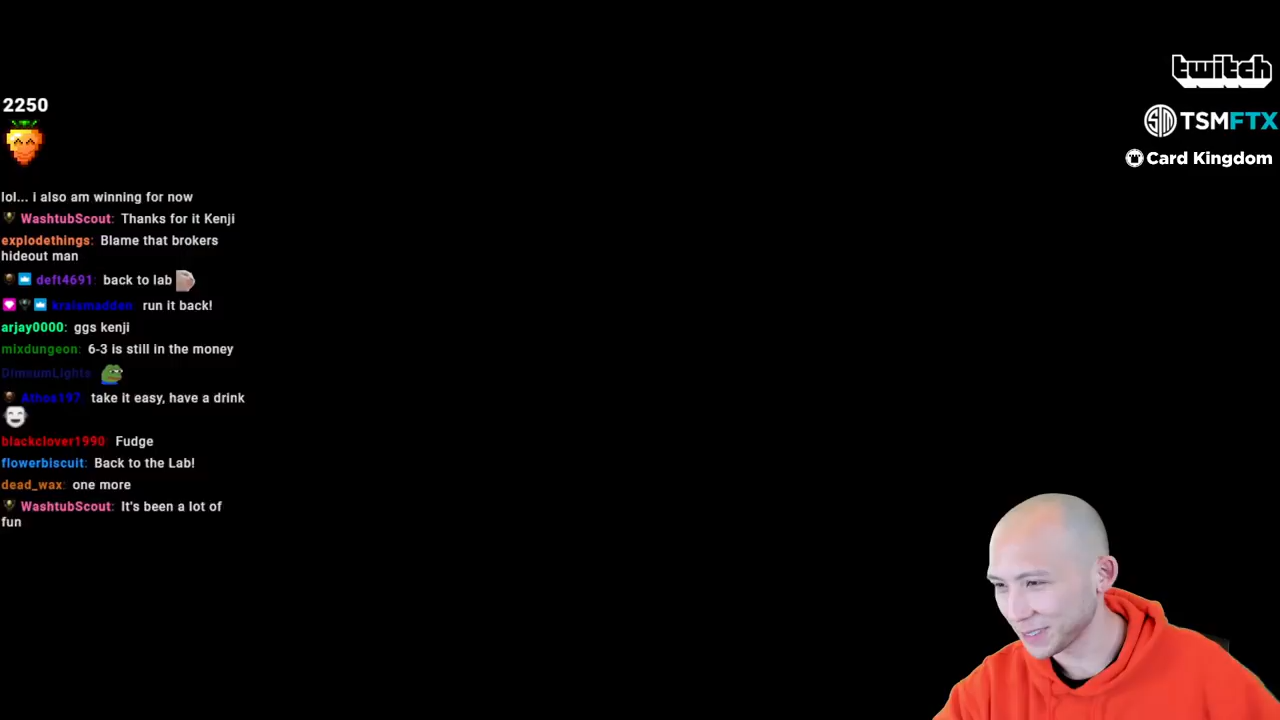 twitch
2250
TSMFTX
Card Kingdom
lol... i also am winning for now
WashtubScout: Thanks for it Kenji
explodethings: Blame that brokers
hideout man
deft4691: back to lab
kralamadden run it back!
arjay0000: ggs kenji
mixdungeon: 6-3 is still in the money
DimsumLights
Athos197 take it easy, have a drink
blackclover1990: Fudge
flowerbiscuit: Back to the Lab!
dead_wax: one more
WashtubScout: It's been a lot of
fun